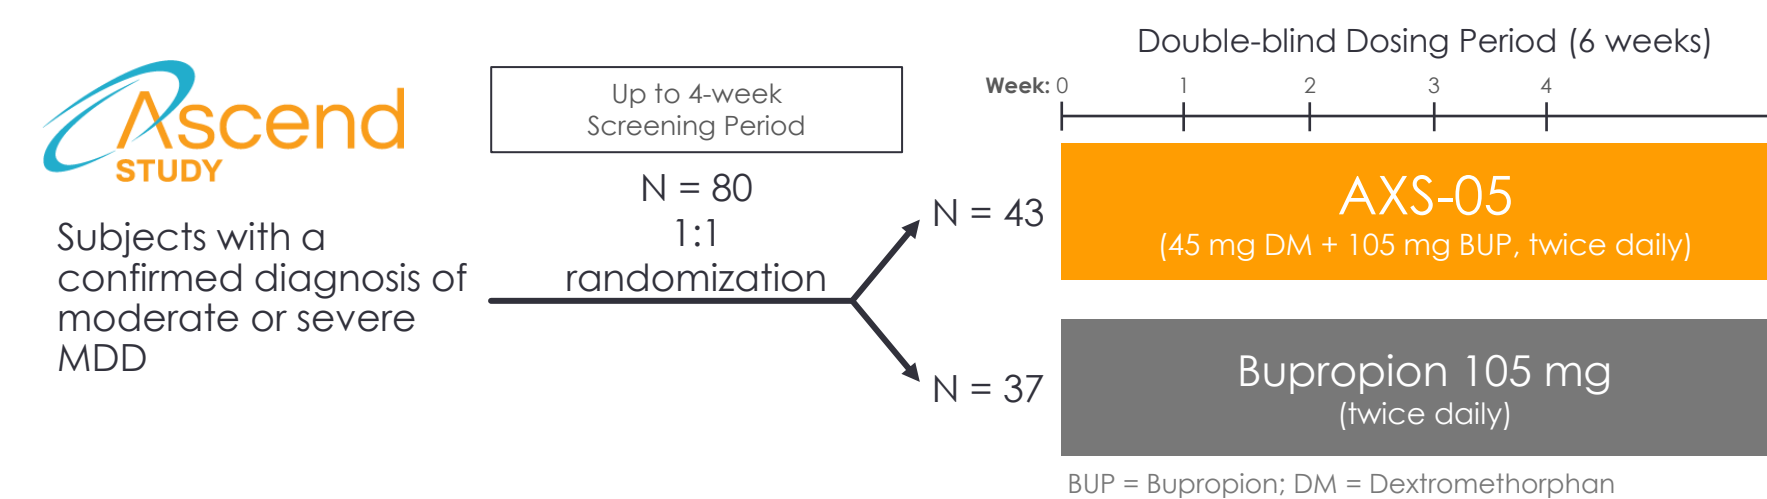 Ascend
STUDY
Subjects with a
confirmed diagnosis of
moderate or severe
MDD
Up to 4-week
Screening Period
N = 80
1:1
randomization
N = 43
N = 37
Double-blind Dosing Period (6 weeks)
Week: 0 1 2 3 4
AXS-05
(45 mg DM + 105 mg BUP, twice daily)
Bupropion 105 mg
(twice daily)
BUP = Bupropion; DM = Dextromethorphan